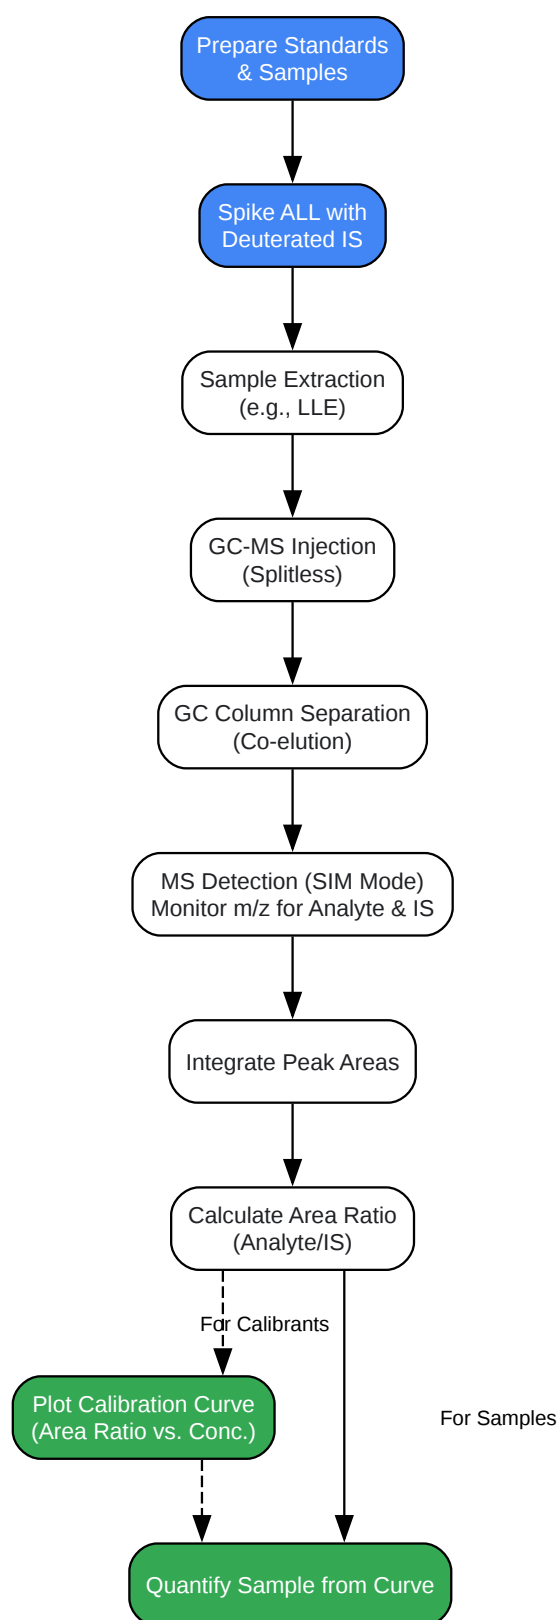 Prepare Standards
& Samples
Spike ALL with
Deuterated IS
Sample Extraction
(e.g., LLE)
GC-MS Injection
(Splitless)
GC Column Separation
(Co-elution)
MS Detection (SIM Mode)
Monitor m/z for Analyte & IS
Integrate Peak Areas
Calculate Area Ratio
(Analyte/IS)
For Calibrants
Plot Calibration Curve
(Area Ratio vs. Conc.)
For Samples
Quantify Sample from Curve